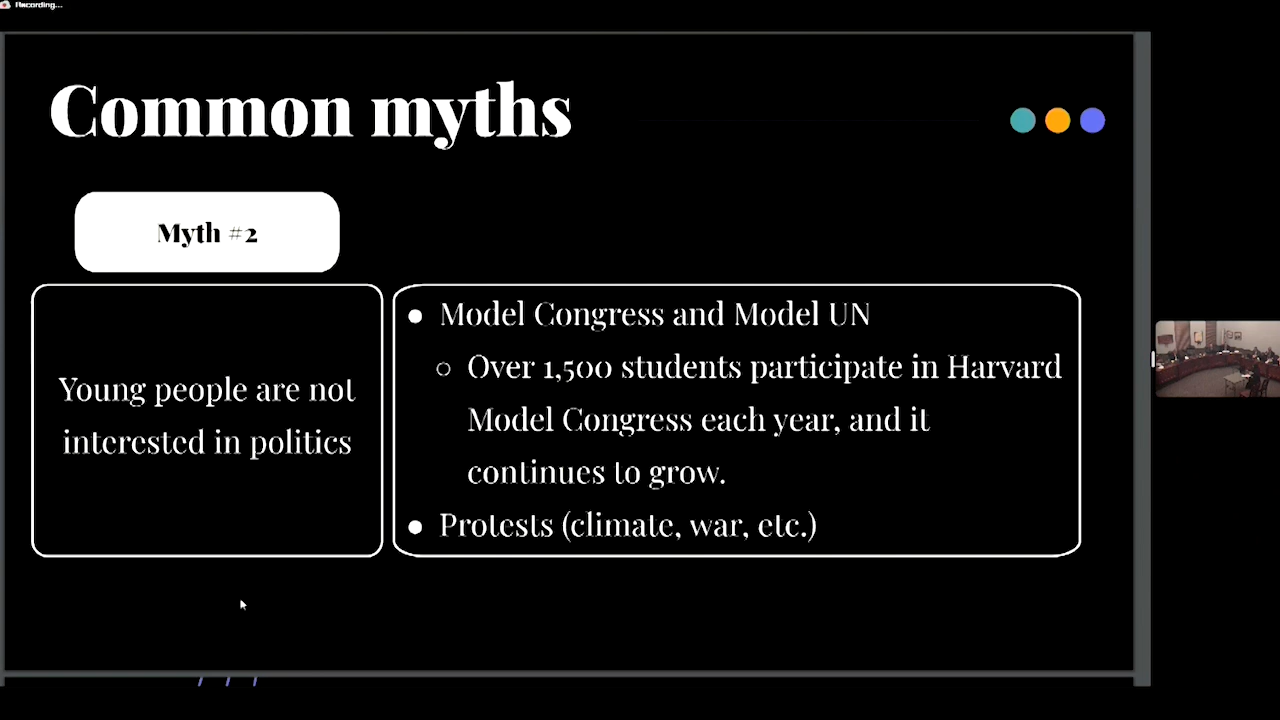 Recording...
Common myths
Myth #2
Young people are not
interested in politics
● Model Congress and Model UN
○ Over 1,500 students participate in Harvard
Model Congress each year, and it
continues to grow.
● Protests (climate, war, etc.)